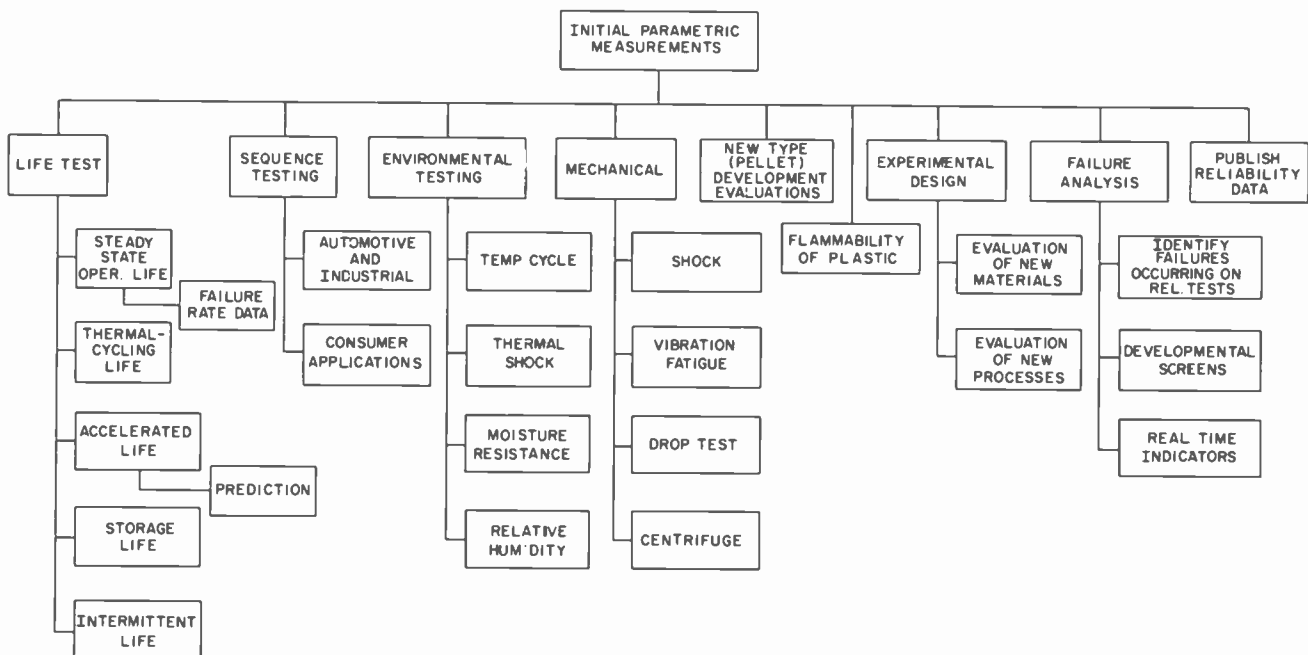 INITIAL PARAMETRIC
MEASUREMENTS
LIFE TEST
SEQUENCE
TESTING
ENVIRONMENTAL
TESTING
MECHANICAL
NEW TYPE
(PELLET)
DEVELOPMENT
EVALUATIONS
FLAMMABILITY
OF PLASTIC
EXPERIMENTAL
DESIGN
FAILURE
ANALYSIS
PUBLISH
RELIABILITY
DATA
STEADY
STATE
OPER. LIFE
FAILURE
RATE DATA
THERMAL-
CYCLING
LIFE
ACCELERATED
LIFE
PREDICTION
STORAGE
LIFE
INTERMITTENT
LIFE
AUTOMOTIVE
AND
INDUSTRIAL
CONSUMER
APPLICATIONS
TEMP CYCLE
THERMAL
SHOCK
MOISTURE
RESISTANCE
RELATIVE
HUMIDITY
SHOCK
VIBRATION
FATIGUE
DROP TEST
CENTRIFUGE
EVALUATION
OF NEW
MATERIALS
EVALUATION
OF NEW
PROCESSES
IDENTIFY
FAILURES
OCCURRING ON
REL. TESTS
DEVELOPMENTAL
SCREENS
REAL TIME
INDICATORS